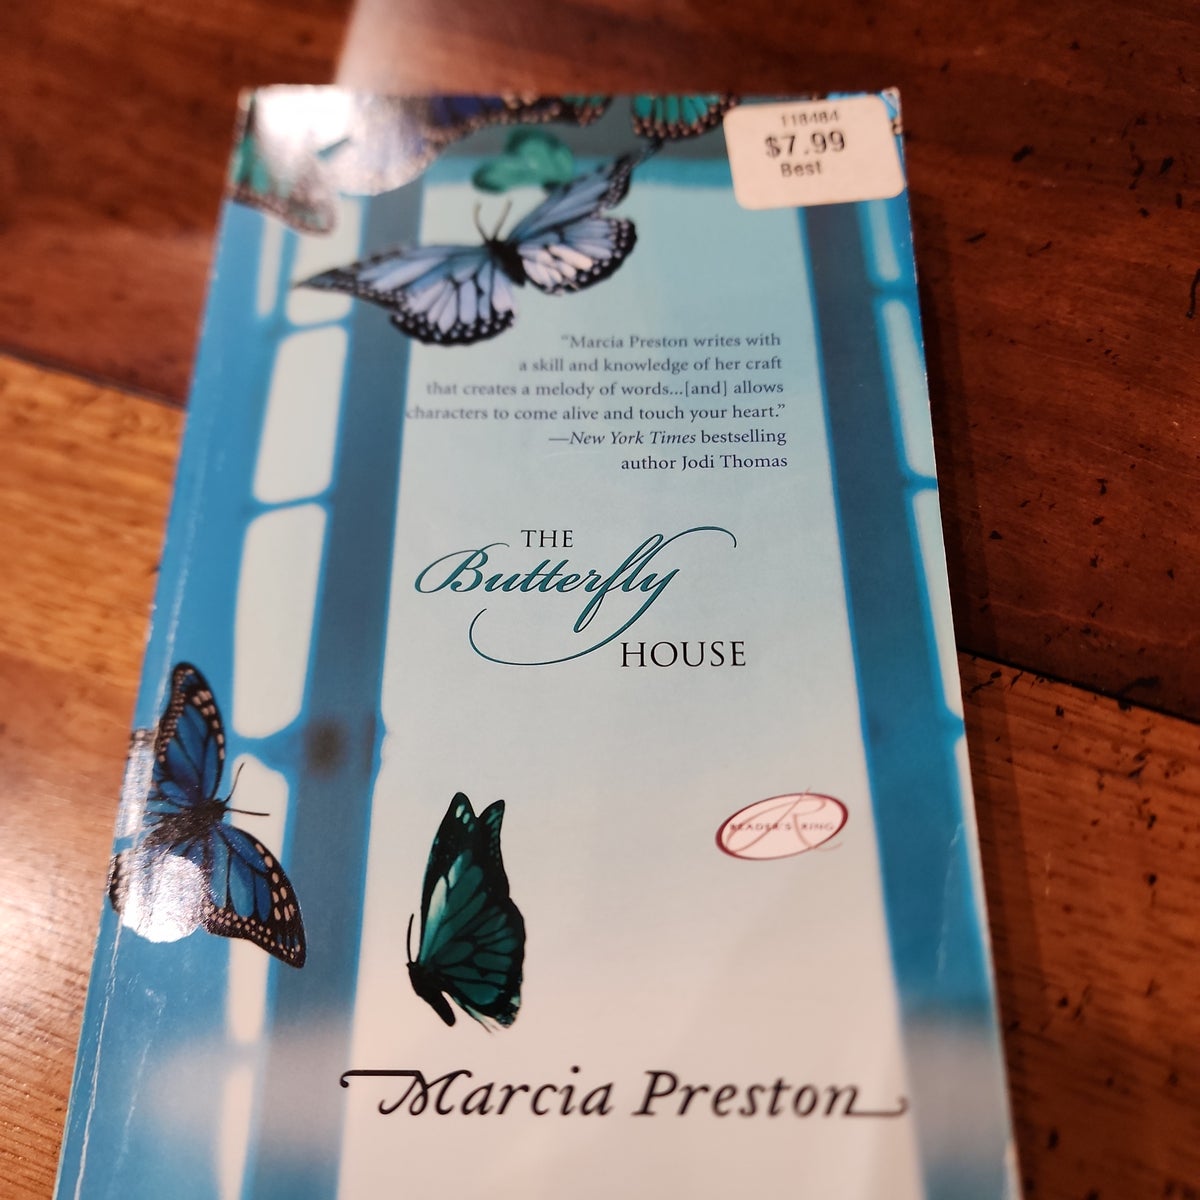 118484
$7.99
Best
“Marcia Preston writes with
a skill and knowledge of her craft
that creates a melody of words...[and] allows
characters to come alive and touch your heart.”
—New York Times bestselling
author Jodi Thomas
THE
Butterfly
HOUSE
READER'S RING
Marcia Preston